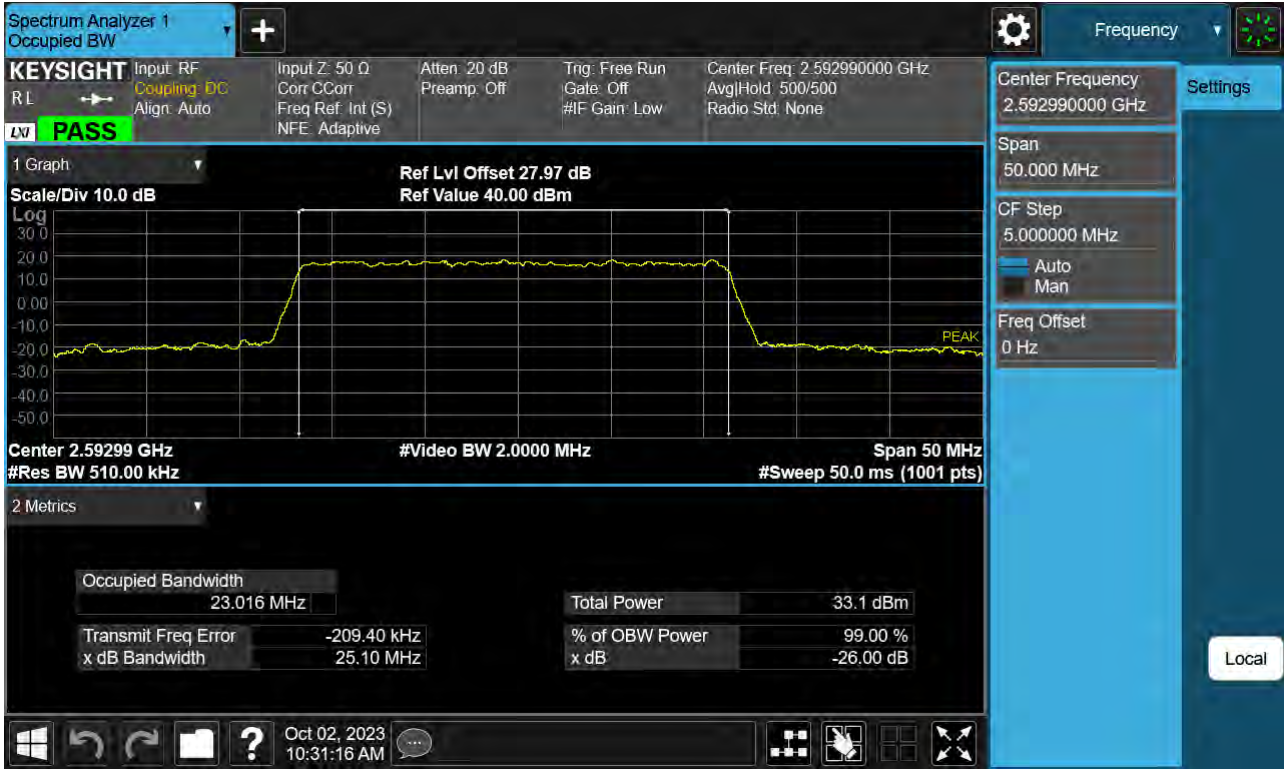 Spectrum Analyzer 1
Occupied BW
+
Frequency
KEYSIGHT
Input: RF
Coupling: DC
Align: Auto
Input Z: 50 Ω
Corr CCorr
Freq Ref: Int (S)
NFE: Adaptive
Atten: 20 dB
Preamp: Off
Trig: Free Run
Gate: Off
#IF Gain: Low
Center Freq: 2.592990000 GHz
Avg|Hold: 500/500
Radio Std: None
R L
LXI PASS
Center Frequency
2.592990000 GHz
Settings
Span
50.000 MHz
CF Step
5.000000 MHz
Auto
Man
Freq Offset
0 Hz
1 Graph
Scale/Div 10.0 dB
Ref Lvl Offset 27.97 dB
Ref Value 40.00 dBm
Log
30.0
20.0
10.0
0.00
-10.0
-20.0
-30.0
-40.0
-50.0
PEAK
Center 2.59299 GHz
#Video BW 2.0000 MHz
Span 50 MHz
#Res BW 510.00 kHz
#Sweep 50.0 ms (1001 pts)
2 Metrics
Occupied Bandwidth
23.016 MHz
Total Power 33.1 dBm
Transmit Freq Error -209.40 kHz
% of OBW Power 99.00 %
x dB Bandwidth 25.10 MHz
x dB -26.00 dB
Local
?
Oct 02, 2023
10:31:16 AM